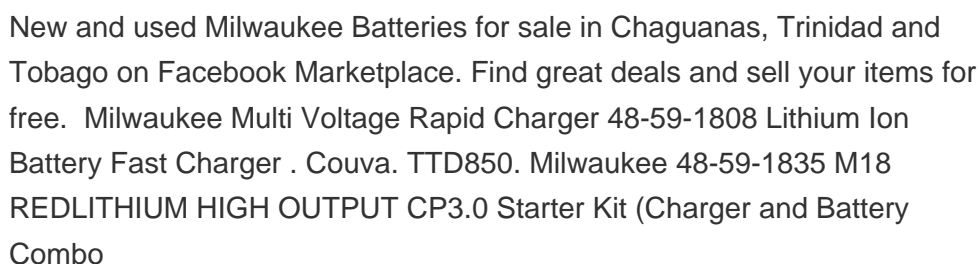 New and used Milwaukee Batteries for sale in Chaguanas, Trinidad and
Tobago on Facebook Marketplace. Find great deals and sell your items for
free.  Milwaukee Multi Voltage Rapid Charger 48-59-1808 Lithium Ion
Battery Fast Charger . Couva. TTD850. Milwaukee 48-59-1835 M18
REDLITHIUM HIGH OUTPUT CP3.0 Starter Kit (Charger and Battery
Combo